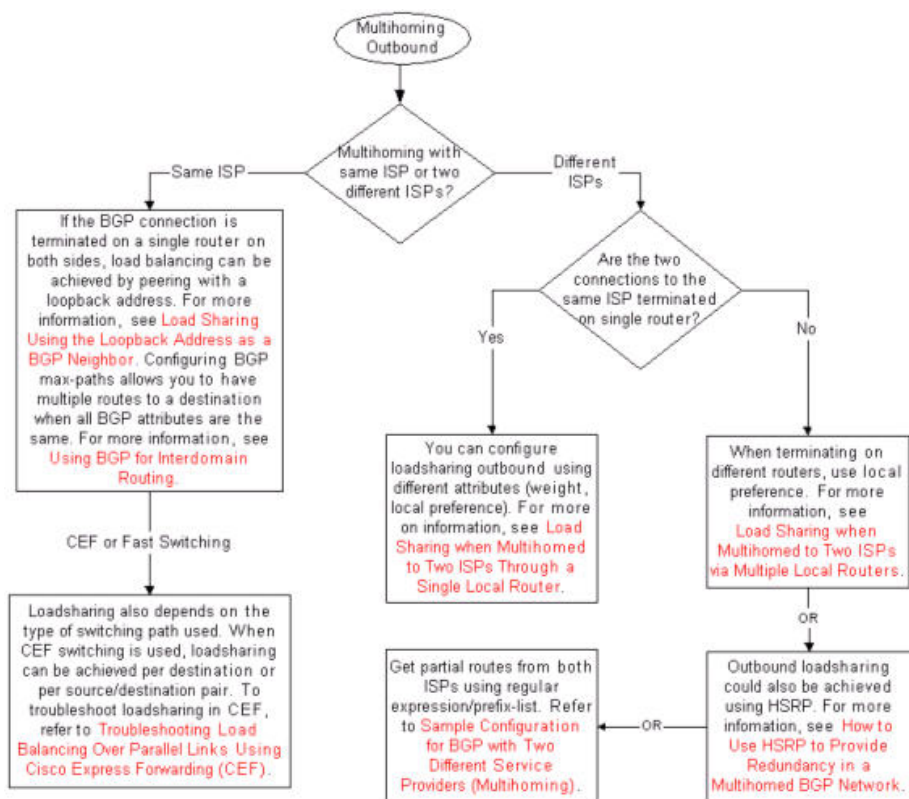 Multihoming
Outbound
Multihoming with
same ISP or two
different ISPs?
Same ISP
Different
ISPs
If the BGP connection is
terminated on a single router on
both sides, load balancing can be
achieved by peering with a
loopback address. For more
information, see Load Sharing
Using the Loopback Address as a
BGP Neighbor. Configuring BGP
max-paths allows you to have
multiple routes to a destination
when all BGP attributes are the
same. For more information, see
Using BGP for Interdomain
Routing.
CEF or Fast Switching
Loadsharing also depends on the
type of switching path used. When
CEF switching is used, loadsharing
can be achieved per destination or
per source/destination pair. To
troubleshoot loadsharing in CEF,
refer to Troubleshooting Load
Balancing Over Parallel Links Using
Cisco Express Forwarding (CEF).
Are the two
connections to the
same ISP terminated
on single router?
Yes
No
You can configure
loadsharing outbound using
different attributes (weight,
local preference). For more
on information, see Load
Sharing when Multihomed
to Two ISPs Through a
Single Local Router.
When terminating on
different routers, use local
preference. For more
information, see
Load Sharing when
Multihomed to Two ISPs
via Multiple Local Routers.
OR
Outbound loadsharing
could also be achieved
using HSRP. For more
infomation, see How to
Use HSRP to Provide
Redundancy in a
Multihomed BGP Network.
OR
Get partial routes from both
ISPs using regular
expression/prefix-list. Refer
to Sample Configuration
for BGP with Two
Different Service
Providers (Multihoming).